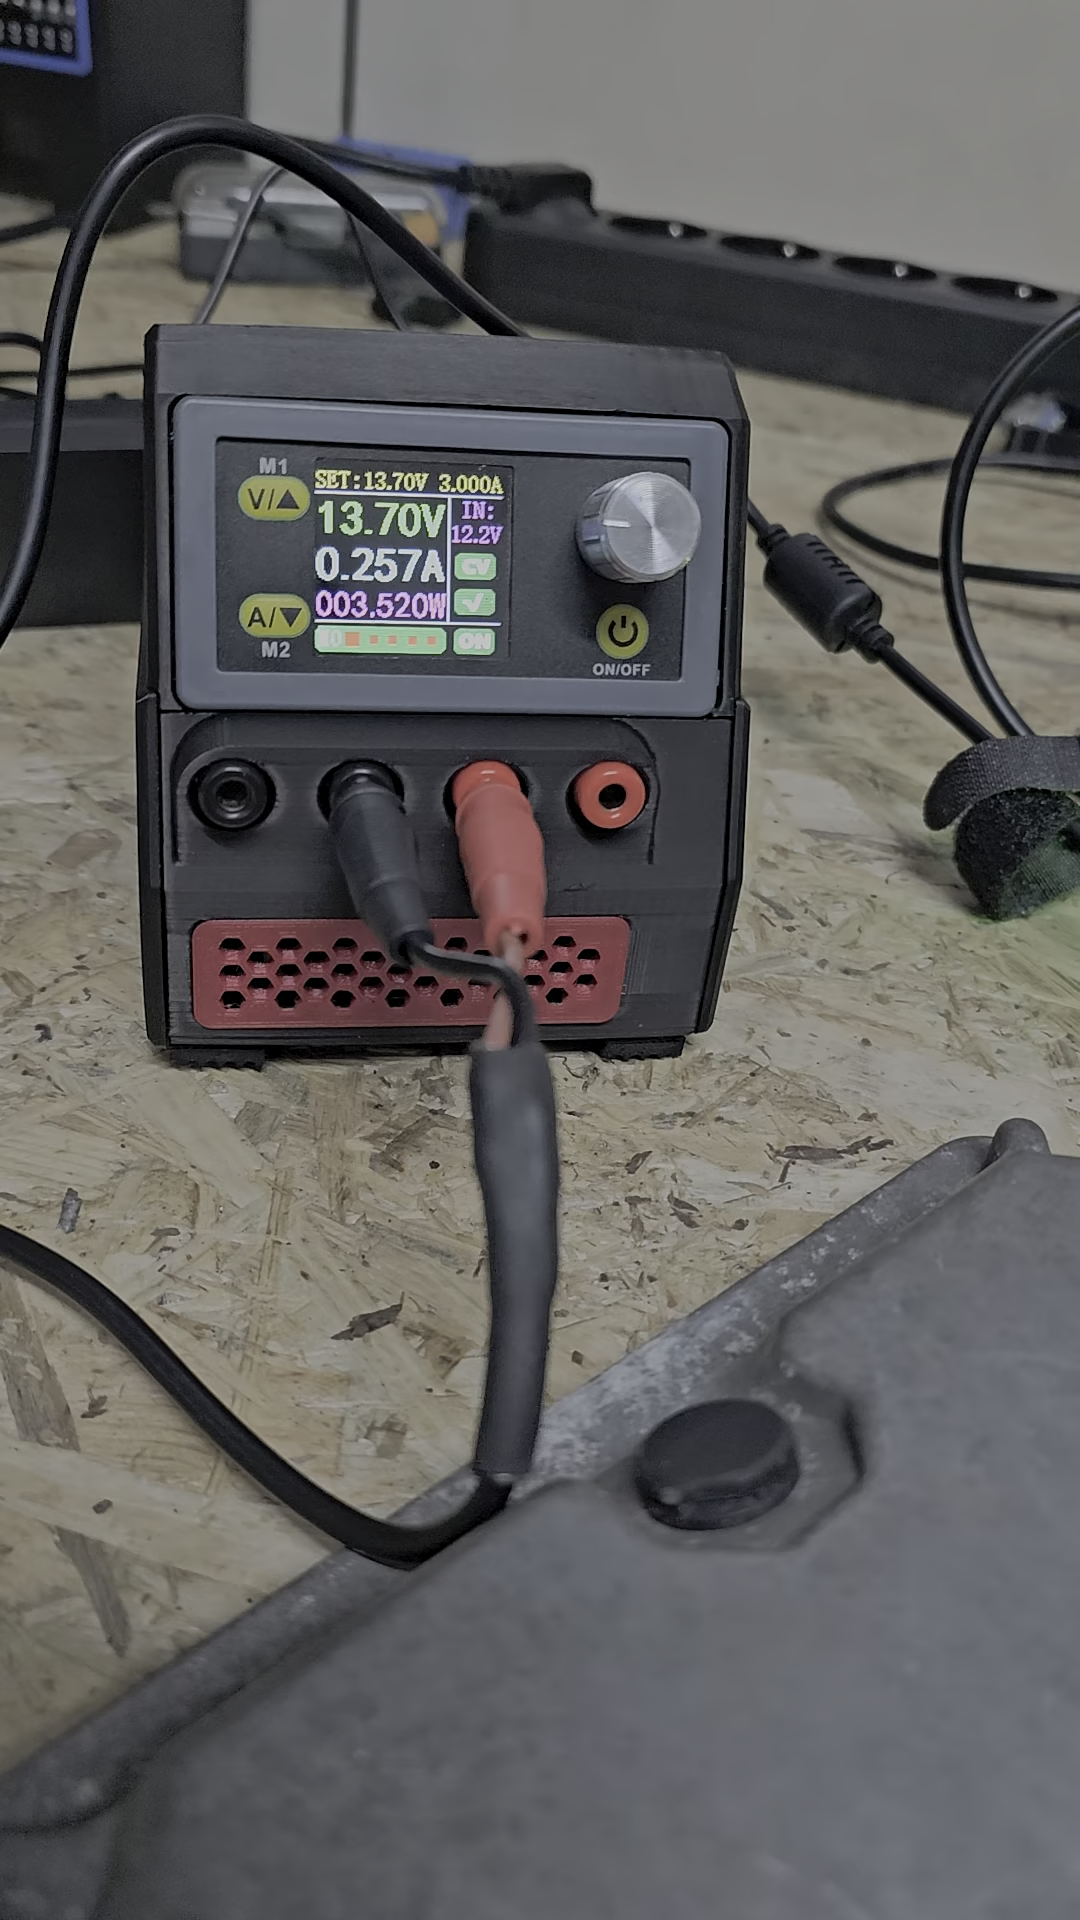 M1
V/▲
SET:13.70V 3.000A
13.70V
IN:
12.2V
0.257A
CV
003.520W
✓
A/▼
M2
ON
ON/OFF